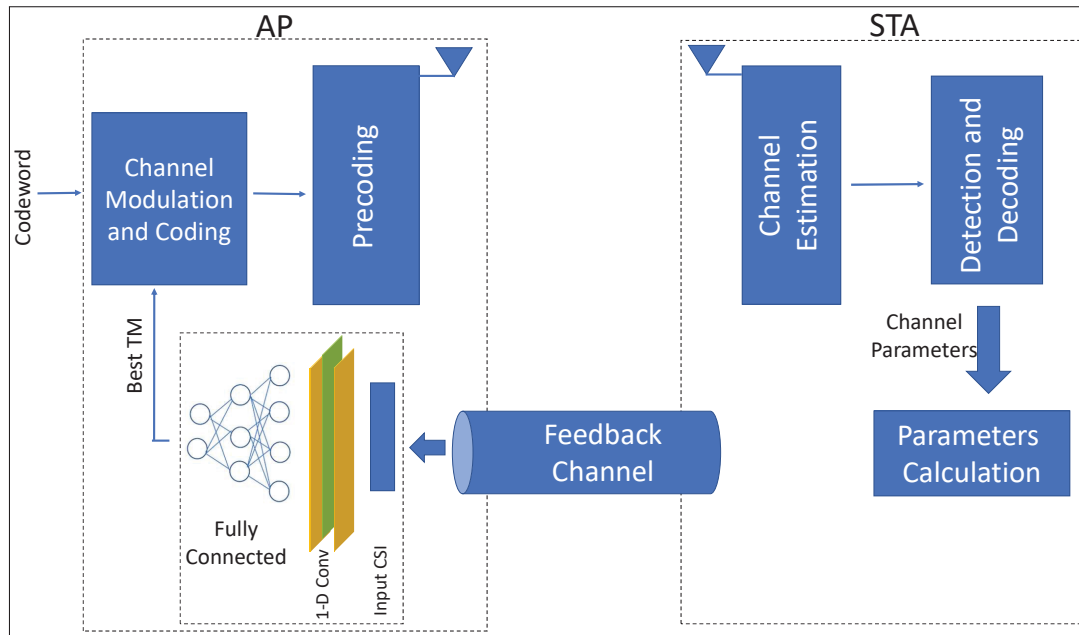 AP
STA
Codeword
Channel
Modulation
and Coding
Precoding
Channel
Estimation
Detection and
Decoding
Best TM
Channel
Parameters
Fully
Connected
1-D Conv
Input CSI
Feedback
Channel
Parameters
Calculation